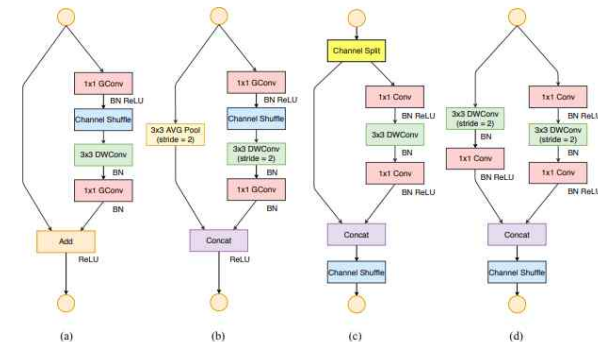 1x1 GConv
BN ReLU
Channel Shuffle
3x3 DWConv
BN
1x1 GConv
BN
Add
ReLU
(a)
1x1 GConv
BN ReLU
Channel Shuffle
3x3 AVG Pool
(stride = 2)
3x3 DWConv
(stride = 2)
BN
1x1 GConv
BN
Concat
ReLU
(b)
Channel Split
1x1 Conv
BN ReLU
3x3 DWConv
BN
1x1 Conv
BN ReLU
Concat
Channel Shuffle
(c)
3x3 DWConv
(stride = 2)
BN
1x1 Conv
BN ReLU
1x1 Conv
BN ReLU
3x3 DWConv
(stride = 2)
BN
1x1 Conv
BN ReLU
Concat
Channel Shuffle
(d)